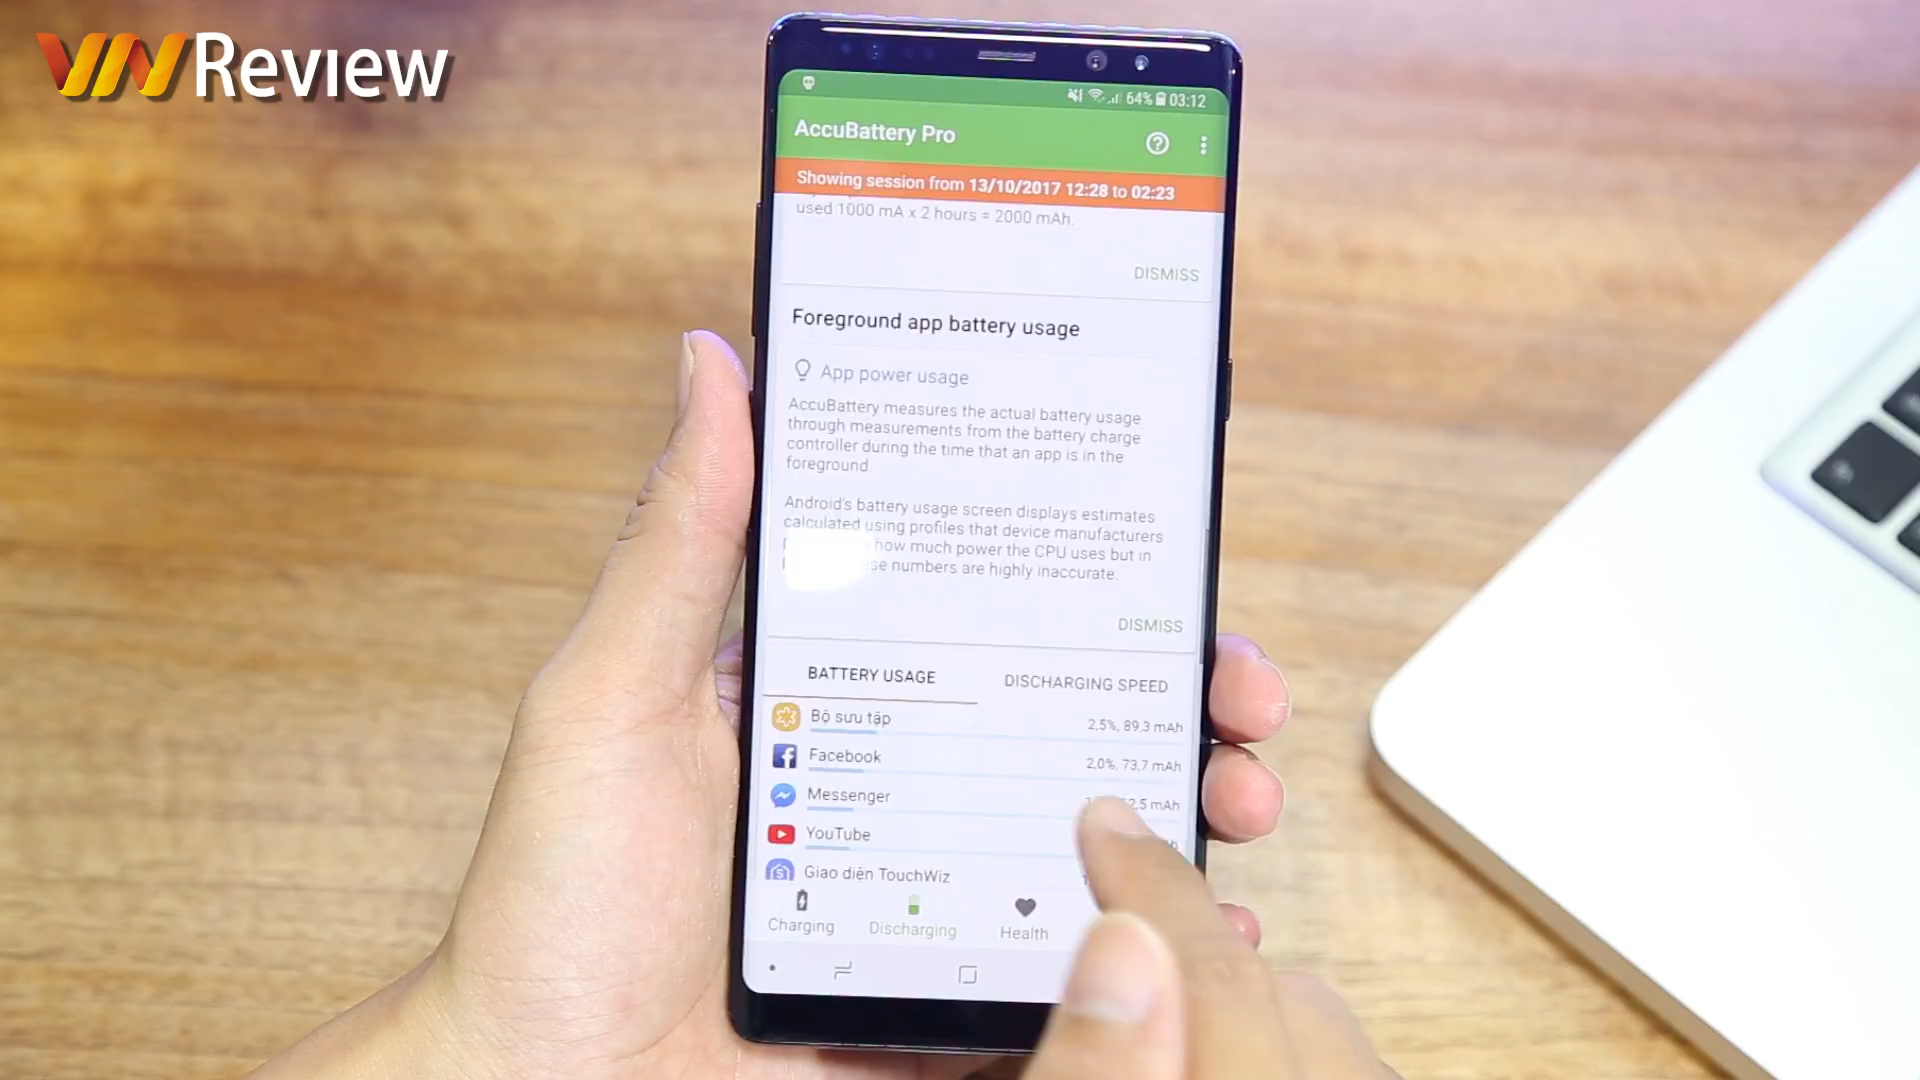 VN Review
64% 03:12
AccuBattery Pro
Showing session from 13/10/2017 12:28 to 02:23
used 1000 mA x 2 hours = 2000 mAh.
DISMISS
Foreground app battery usage
App power usage
AccuBattery measures the actual battery usage
through measurements from the battery charge
controller during the time that an app is in the
foreground
Android's battery usage screen displays estimates
calculated using profiles that device manufacturers
how much power the CPU uses but in
numbers are highly inaccurate.
DISMISS
BATTERY USAGE DISCHARGING SPEED
Bộ sưu tập 2,5%, 89,3 mAh
Facebook 2,0%, 73,7 mAh
Messenger mAh
YouTube
Giao diện TouchWiz
Charging Discharging Health